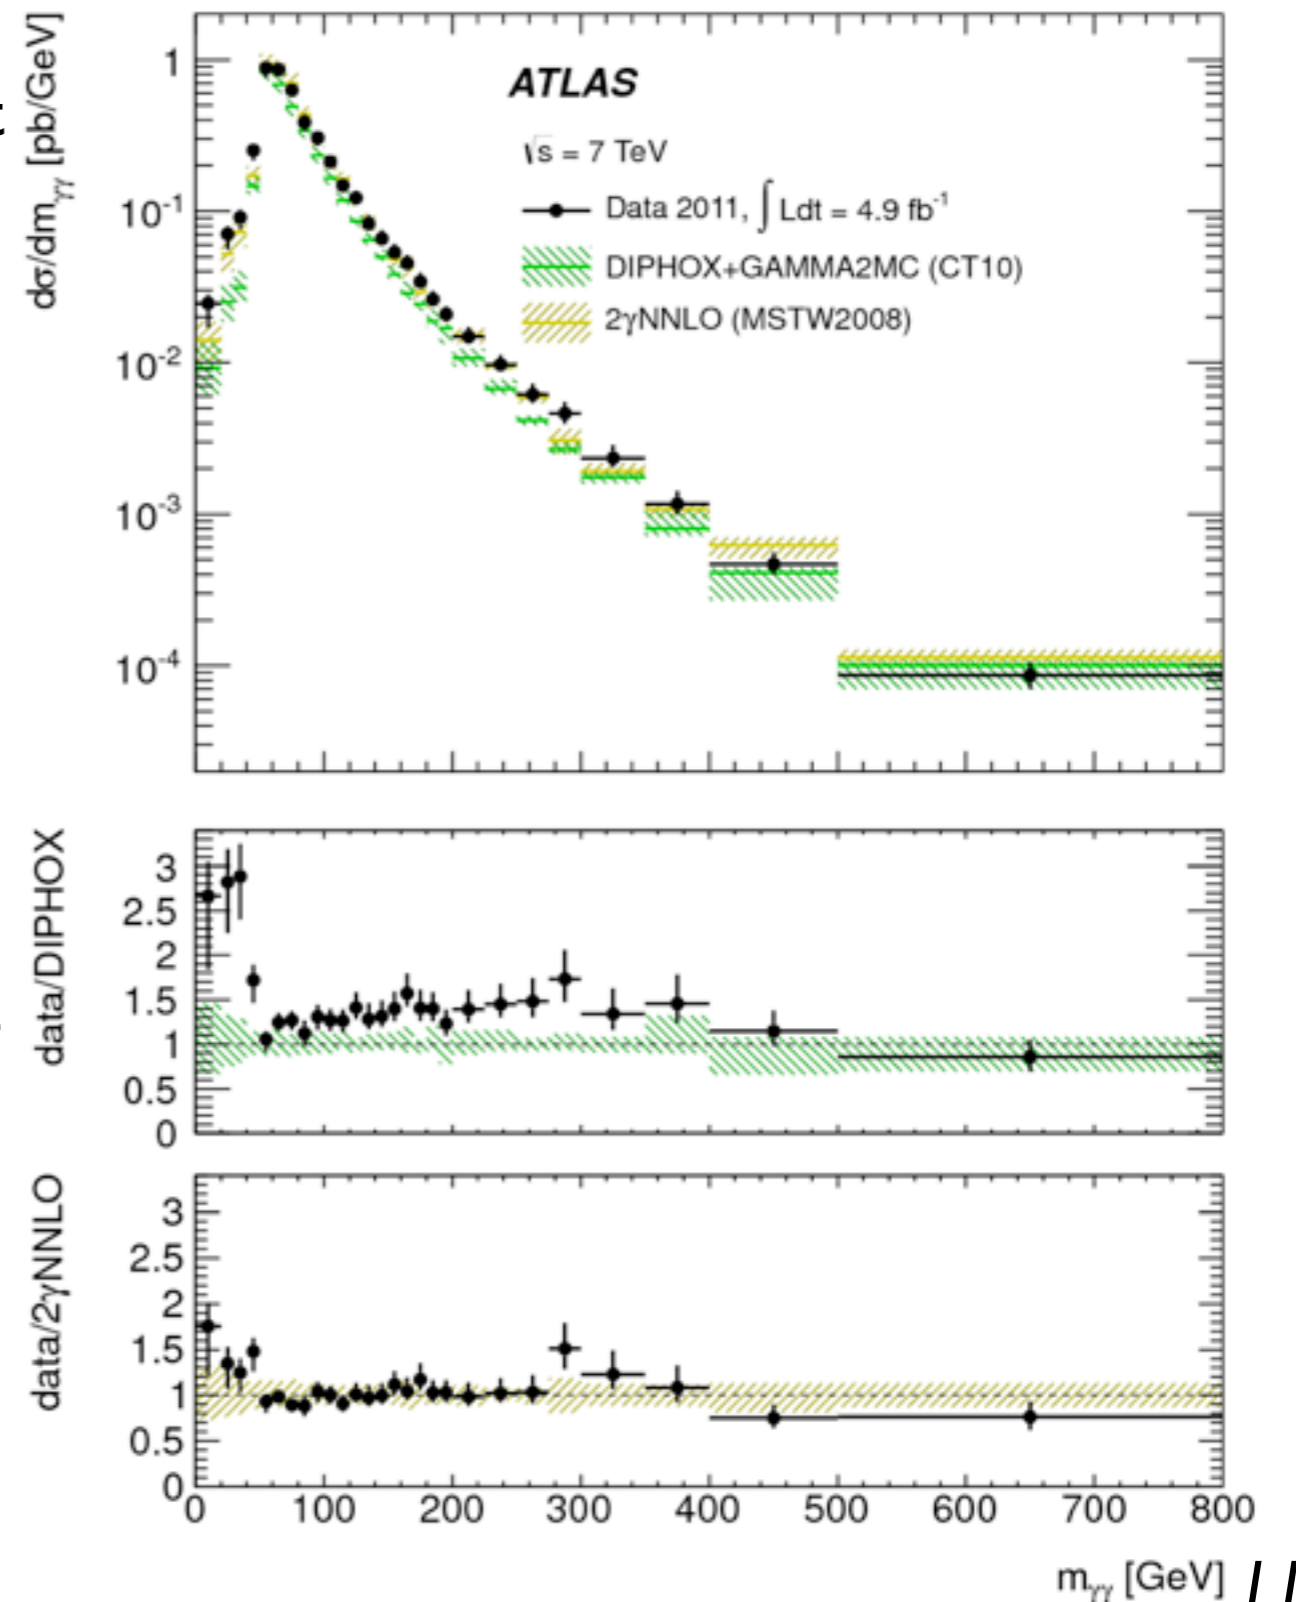 dσ/dmγγ [pb/GeV]
1
10⁻¹
10⁻²
10⁻³
10⁻⁴
ATLAS
√s = 7 TeV
Data 2011, ∫ Ldt = 4.9 fb⁻¹
DIPHOX+GAMMA2MC (CT10)
2γNNLO (MSTW2008)
data/DIPHOX
3
2.5
2
1.5
1
0.5
0
data/2γNNLO
3
2.5
2
1.5
1
0.5
0
0 100 200 300 400 500 600 700 800
mγγ [GeV]